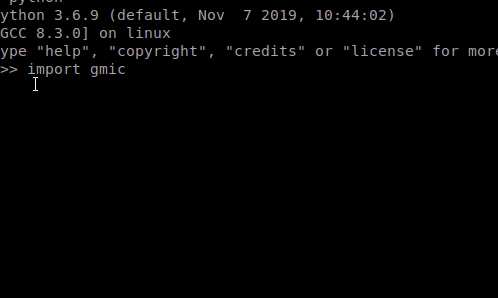 python
ython 3.6.9 (default, Nov  7 2019, 10:44:02)
GCC 8.3.0] on linux
ype "help", "copyright", "credits" or "license" for more
>> import gmic